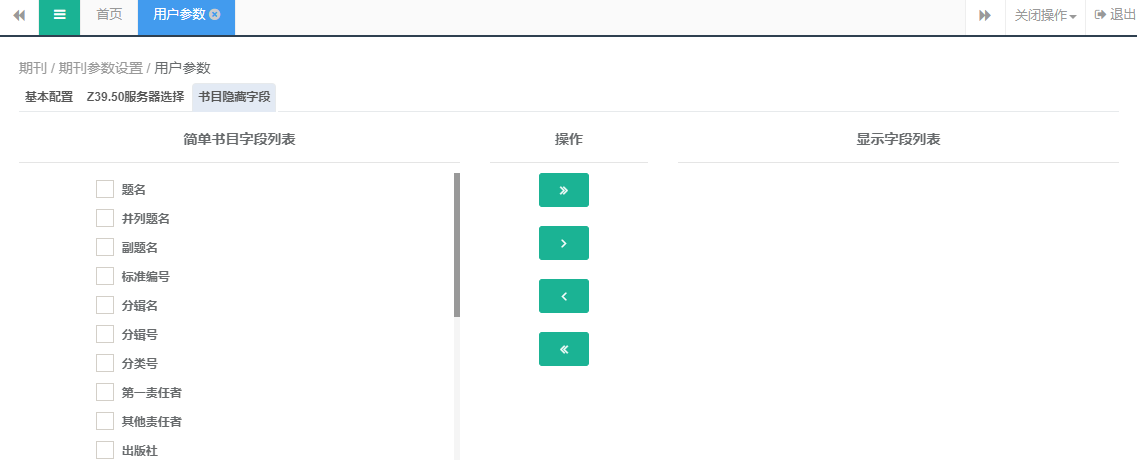 首页 用户参数 关闭操作 退出
期刊 / 期刊参数设置 / 用户参数
基本配置 Z39.50服务器选择 书目隐藏字段
简单书目字段列表 操作 显示字段列表
题名
并列题名
副题名
标准编号
分辑名
分辑号
分类号
第一责任者
其他责任者
出版社